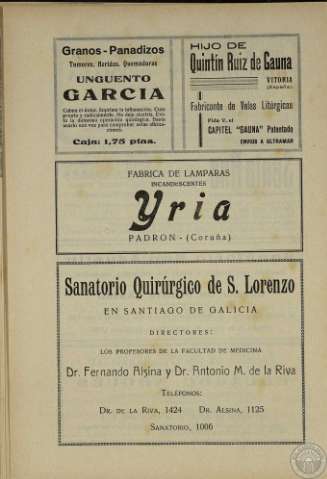 Granos - Panadizos
Tumores, Heridas, Quemaduras
UNGUENTO
GARCIA
Caja: 1,75 ptas.
HIJO DE
Quintín Ruiz de Gauna
VITORIA
(España)
Fabricante de Velas Litúrgicas
Pida V. el
CAPITEL "GAUNA" Patentado
ENVIOS A ULTRAMAR
FABRICA DE LAMPARAS
INCANDESCENTES
Yria
PADRON - (Coruña)
Sanatorio Quirúrgico de S. Lorenzo
EN SANTIAGO DE GALICIA
DIRECTORES:
LOS PROFESORES DE LA FACULTAD DE MEDICINA
Dr. Fernando Alsina y Dr. Antonio M. de la Riva
TELÉFONOS:
DR. DE LA RIVA, 1424 DR. ALSINA, 1125
SANATORIO, 1006